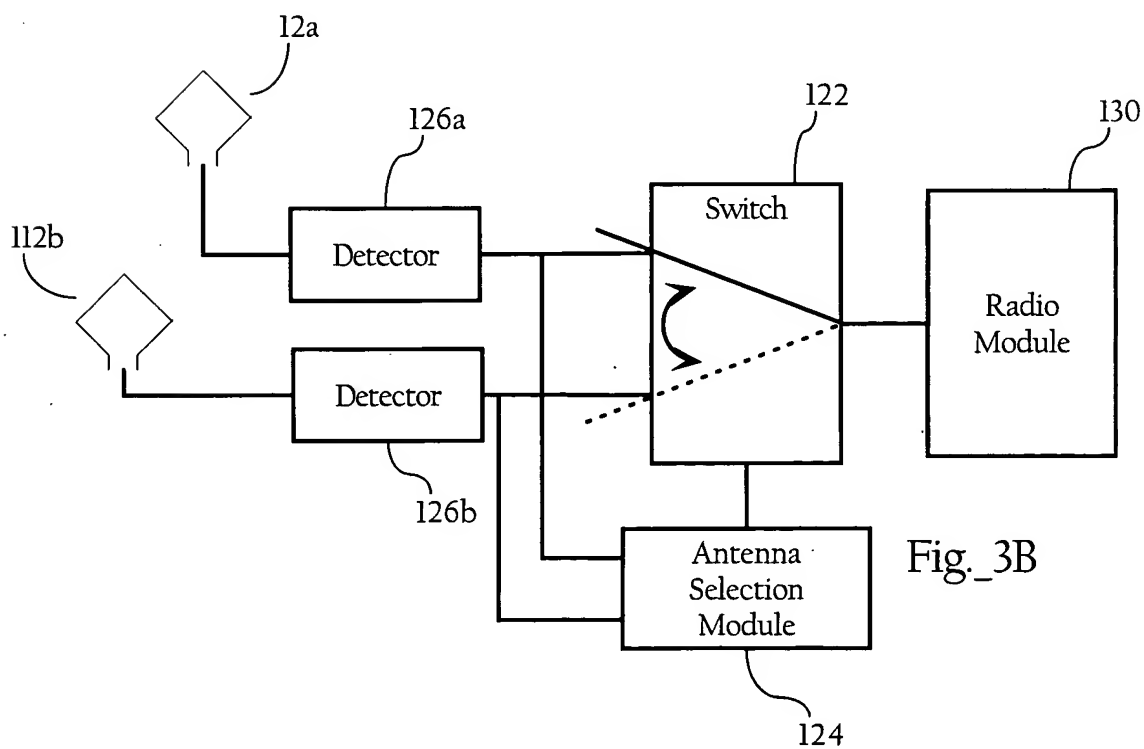 12a
126a
122
130
Switch
112b
Detector
Radio
Module
Detector
126b
Antenna
Selection
Module
Fig._3B
124